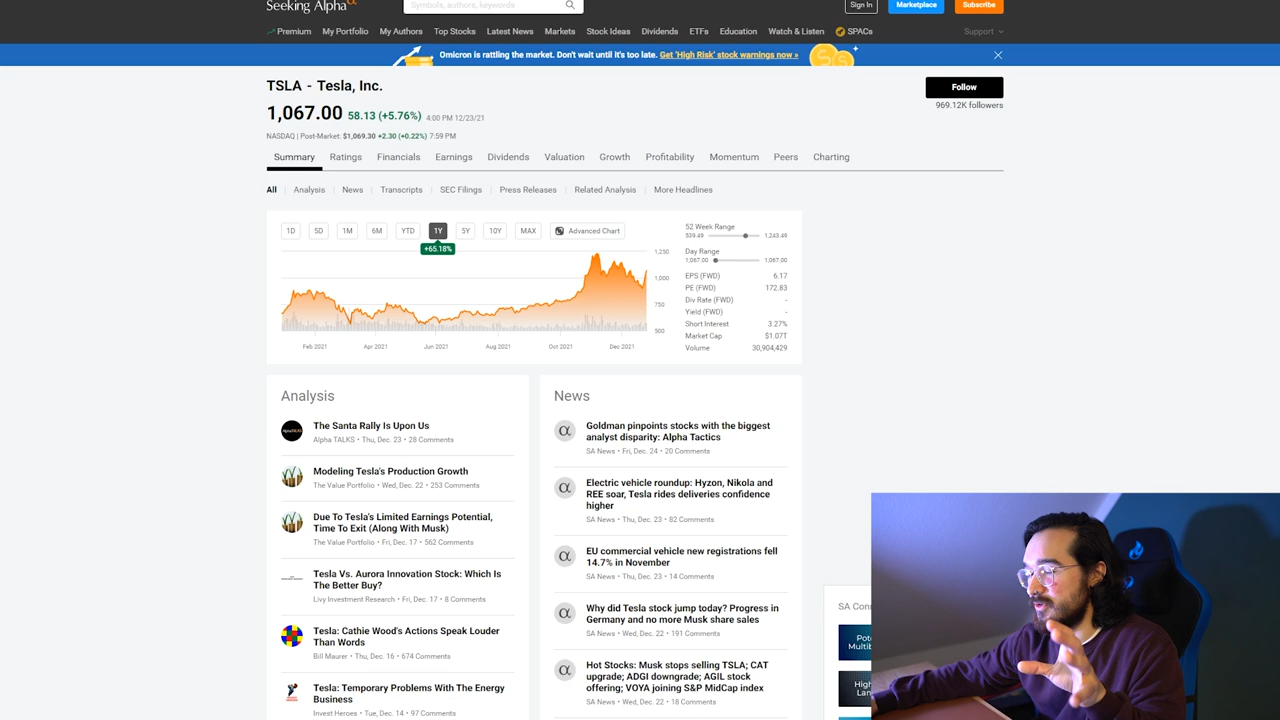 Seeking Alpha α
Symbols, authors, keywords
Sign In
Marketplace
Subscribe
Premium My Portfolio My Authors Top Stocks Latest News Markets Stock Ideas Dividends ETFs Education Watch & Listen SPACs Support
Omicron is rattling the market. Don't wait until it's too late. Get 'High Risk' stock warnings now »
TSLA - Tesla, Inc.
Follow
1,067.00 58.13 (+5.76%) 4:00 PM 12/23/21
969.12K followers
NASDAQ | Post-Market: $1,069.30 +2.30 (+0.22%) 7:59 PM
Summary Ratings Financials Earnings Dividends Valuation Growth Profitability Momentum Peers Charting
All Analysis News Transcripts SEC Filings Press Releases Related Analysis More Headlines
1D 5D 1M 6M YTD 1Y 5Y 10Y MAX Advanced Chart
+65.18%
1,250
1,000
750
500
Feb 2021 Apr 2021 Jun 2021 Aug 2021 Oct 2021 Dec 2021
52 Week Range
539.49 1,243.49
Day Range
1,067.00 1,067.00
EPS (FWD) 6.17
PE (FWD) 172.83
Div Rate (FWD) -
Yield (FWD) -
Short Interest 3.27%
Market Cap $1.07T
Volume 30,904,429
Analysis
The Santa Rally Is Upon Us
Alpha TALKS • Thu, Dec. 23 • 28 Comments
Modeling Tesla's Production Growth
The Value Portfolio • Wed, Dec. 22 • 253 Comments
Due To Tesla's Limited Earnings Potential,
Time To Exit (Along With Musk)
The Value Portfolio • Fri, Dec. 17 • 562 Comments
Tesla Vs. Aurora Innovation Stock: Which Is
The Better Buy?
Livy Investment Research • Fri, Dec. 17 • 8 Comments
Tesla: Cathie Wood's Actions Speak Louder
Than Words
Bill Maurer • Thu, Dec. 16 • 674 Comments
Tesla: Temporary Problems With The Energy
Business
Invest Heroes • Tue, Dec. 14 • 97 Comments
News
α
Goldman pinpoints stocks with the biggest
analyst disparity: Alpha Tactics
SA News • Fri, Dec. 24 • 20 Comments
α
Electric vehicle roundup: Hyzon, Nikola and
REE soar, Tesla rides deliveries confidence
higher
SA News • Thu, Dec. 23 • 82 Comments
α
EU commercial vehicle new registrations fell
14.7% in November
SA News • Thu, Dec. 23 • 14 Comments
α
Why did Tesla stock jump today? Progress in
Germany and no more Musk share sales
SA News • Wed, Dec. 22 • 191 Comments
α
Hot Stocks: Musk stops selling TSLA; CAT
upgrade; ADGI downgrade; AGIL stock
offering; VOYA joining S&P MidCap index
SA News • Wed, Dec. 22 • 18 Comments